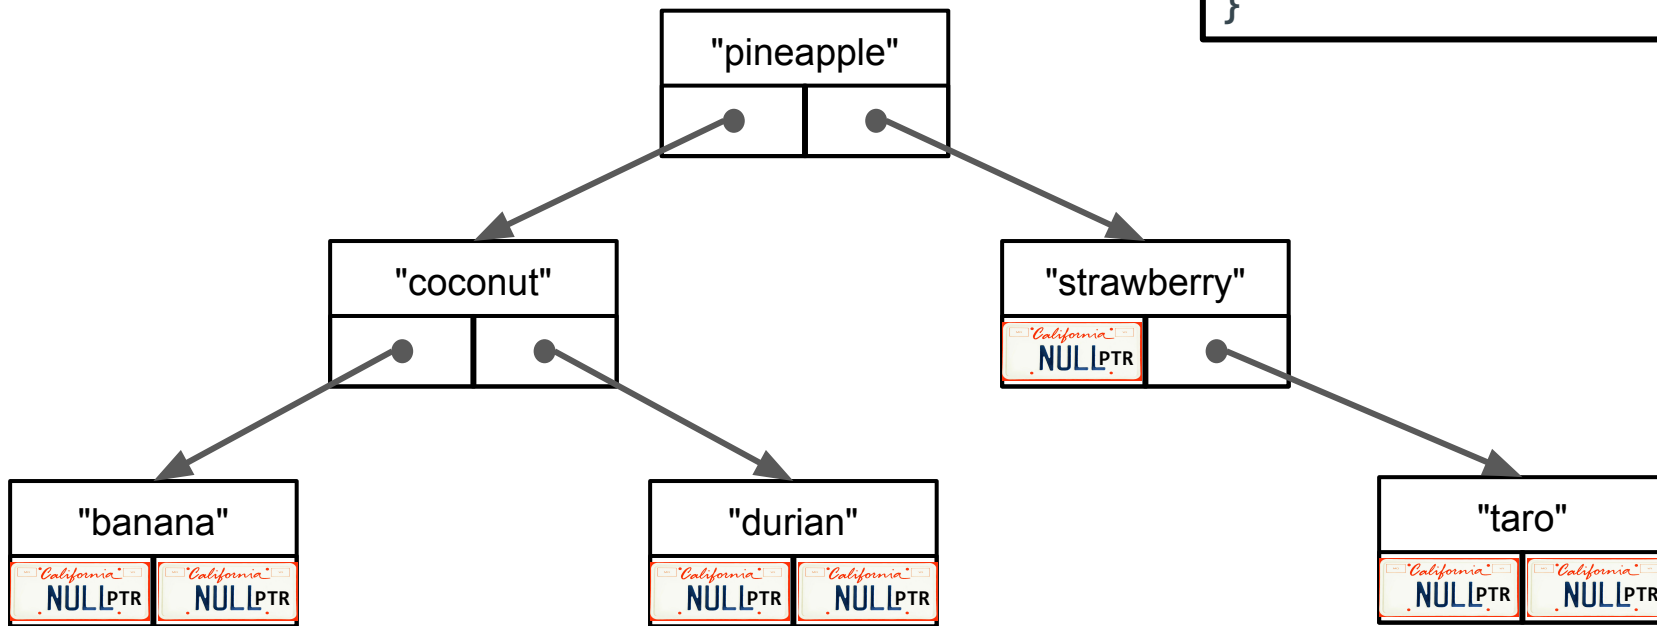 }
"pineapple"
"coconut"
"strawberry"
California
NULLPTR
"banana"
"durian"
"taro"
California California
NULLPTR NULLPTR
California California
NULLPTR NULLPTR
California California
NULLPTR NULLPTR